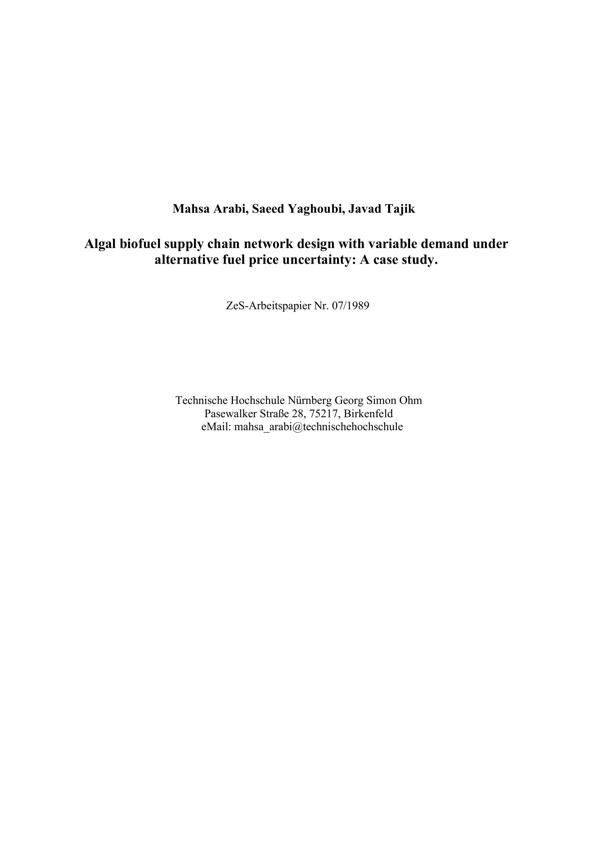 Mahsa Arabi, Saeed Yaghoubi, Javad Tajik
Algal biofuel supply chain network design with variable demand under
alternative fuel price uncertainty: A case study.
ZeS-Arbeitspapier Nr. 07/1989
Technische Hochschule Nürnberg Georg Simon Ohm
Pasewalker Straße 28, 75217, Birkenfeld
eMail: mahsa_arabi@technischehochschule